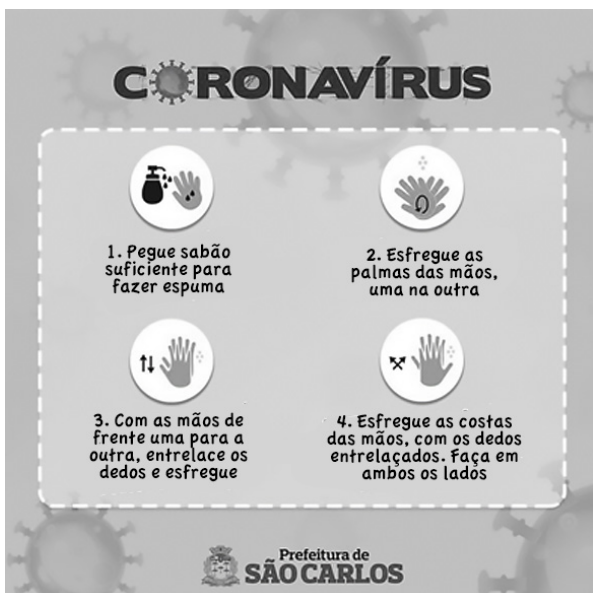 CORONAVÍRUS
1. Pegue sabão
suficiente para
fazer espuma
2. Esfregue as
palmas das mãos,
uma na outra
3. Com as mãos de
frente uma para a
outra, entrelace os
dedos e esfregue
4. Esfregue as costas
das mãos, com os dedos
entrelaçados. Faça em
ambos os lados
Prefeitura de
SÃO CARLOS